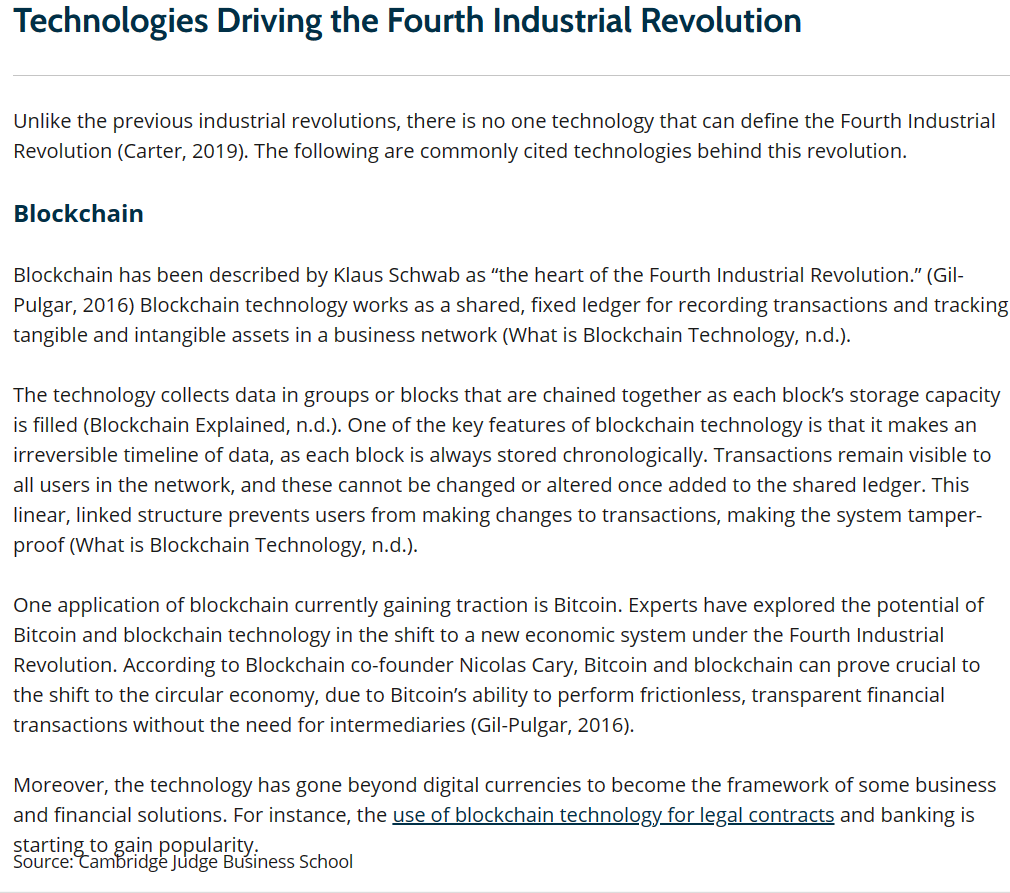 Technologies Driving the Fourth Industrial Revolution
Unlike the previous industrial revolutions, there is no one technology that can define the Fourth Industrial
Revolution (Carter, 2019). The following are commonly cited technologies behind this revolution.
Blockchain
Blockchain has been described by Klaus Schwab as “the heart of the Fourth Industrial Revolution.” (Gil-
Pulgar, 2016) Blockchain technology works as a shared, fixed ledger for recording transactions and tracking
tangible and intangible assets in a business network (What is Blockchain Technology, n.d.).
The technology collects data in groups or blocks that are chained together as each block’s storage capacity
is filled (Blockchain Explained, n.d.). One of the key features of blockchain technology is that it makes an
irreversible timeline of data, as each block is always stored chronologically. Transactions remain visible to
all users in the network, and these cannot be changed or altered once added to the shared ledger. This
linear, linked structure prevents users from making changes to transactions, making the system tamper-
proof (What is Blockchain Technology, n.d.).
One application of blockchain currently gaining traction is Bitcoin. Experts have explored the potential of
Bitcoin and blockchain technology in the shift to a new economic system under the Fourth Industrial
Revolution. According to Blockchain co-founder Nicolas Cary, Bitcoin and blockchain can prove crucial to
the shift to the circular economy, due to Bitcoin’s ability to perform frictionless, transparent financial
transactions without the need for intermediaries (Gil-Pulgar, 2016).
Moreover, the technology has gone beyond digital currencies to become the framework of some business
and financial solutions. For instance, the use of blockchain technology for legal contracts and banking is
starting to gain popularity.
Source: Cambridge Judge Business School